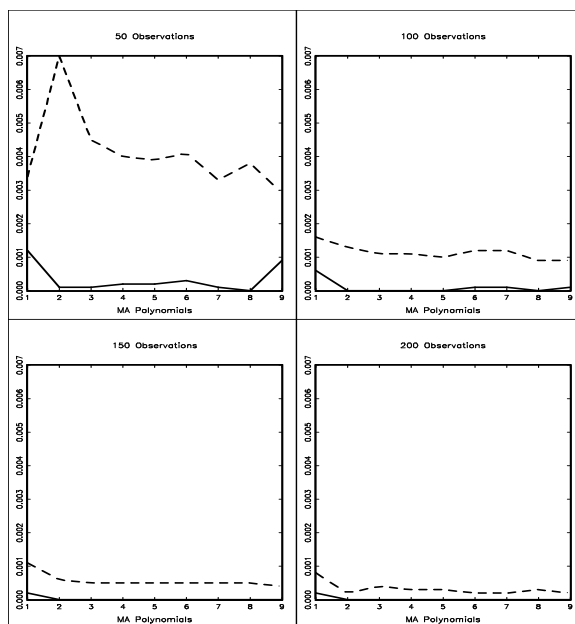 50 Observations
0.007
0.006
0.005
0.004
0.003
0.002
0.001
0.000
1 2 3 4 5 6 7 8 9
MA Polynomials
100 Observations
0.007
0.006
0.005
0.004
0.003
0.002
0.001
0.000
1 2 3 4 5 6 7 8 9
MA Polynomials
150 Observations
0.007
0.006
0.005
0.004
0.003
0.002
0.001
0.000
1 2 3 4 5 6 7 8 9
MA Polynomials
200 Observations
0.007
0.006
0.005
0.004
0.003
0.002
0.001
0.000
1 2 3 4 5 6 7 8 9
MA Polynomials